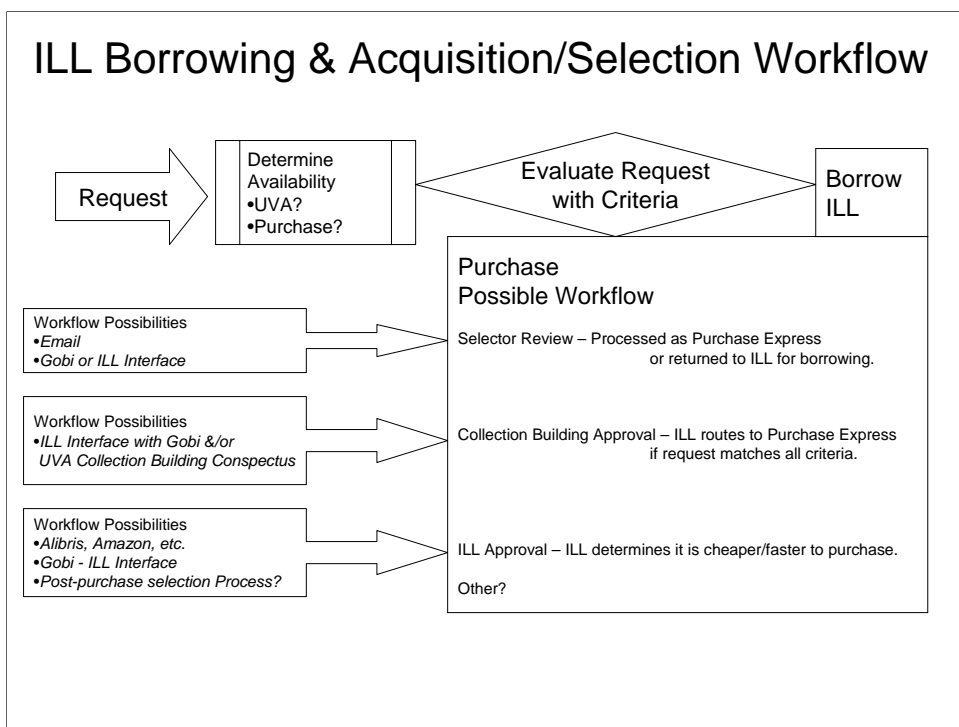 ILL Borrowing & Acquisition/Selection Workflow
Request
Determine
Availability
•UVA?
•Purchase?
Evaluate Request
with Criteria
Borrow
ILL
Purchase
Possible Workflow
Workflow Possibilities
•Email
•Gobi or ILL Interface
Selector Review – Processed as Purchase Express
or returned to ILL for borrowing.
Workflow Possibilities
•ILL Interface with Gobi &/or
UVA Collection Building Conspectus
Collection Building Approval – ILL routes to Purchase Express
if request matches all criteria.
Workflow Possibilities
•Alibris, Amazon, etc.
•Gobi - ILL Interface
•Post-purchase selection Process?
ILL Approval – ILL determines it is cheaper/faster to purchase.
Other?